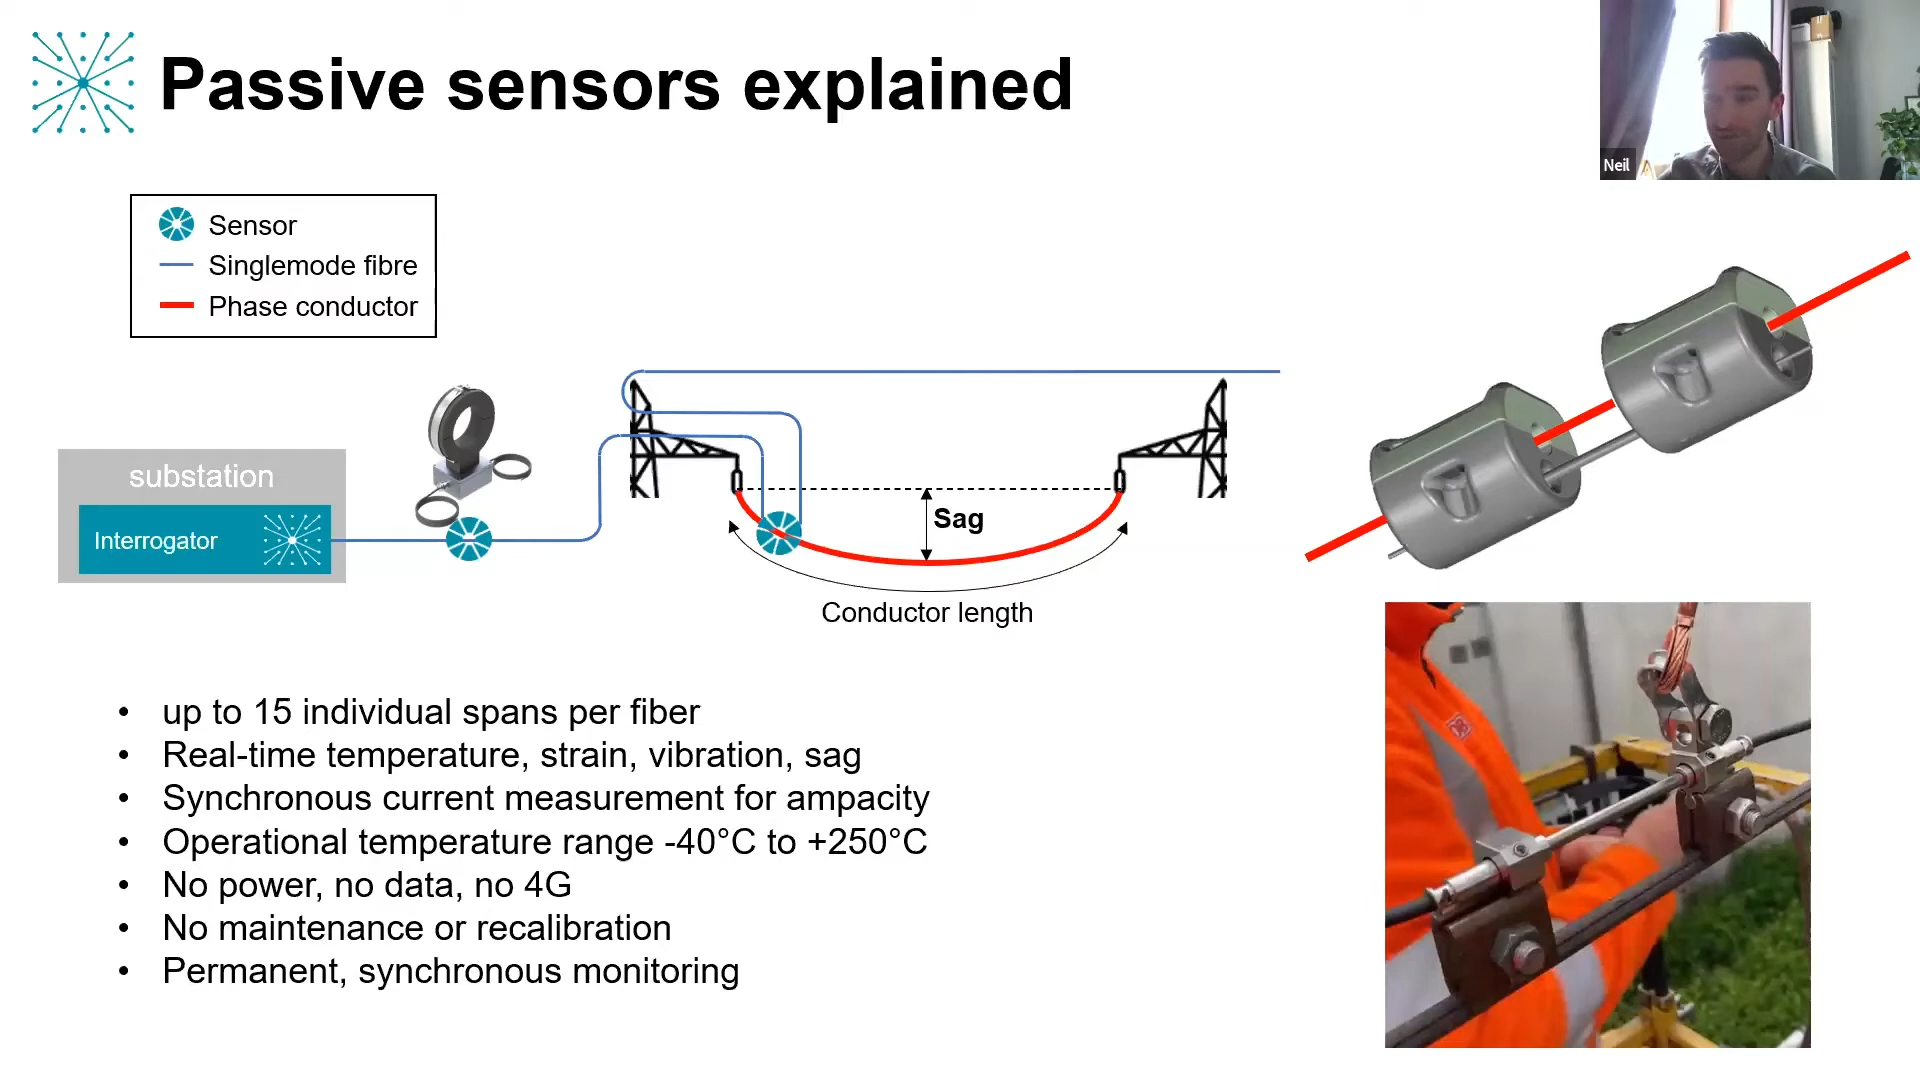 Passive sensors explained
Neil
Sensor
Singlemode fibre
Phase conductor
substation
Interrogator
Sag
Conductor length
• up to 15 individual spans per fiber
• Real-time temperature, strain, vibration, sag
• Synchronous current measurement for ampacity
• Operational temperature range -40°C to +250°C
• No power, no data, no 4G
• No maintenance or recalibration
• Permanent, synchronous monitoring